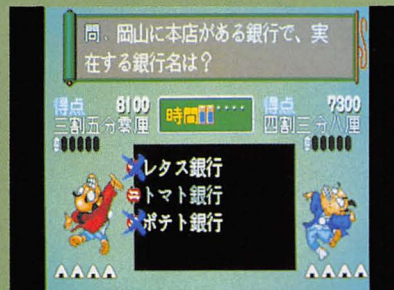 問．岡山に本店がある銀行で、実
在する銀行名は？
得点 8100
三割五分零厘
時間
得点 7300
四割三分八厘
レタス銀行
トマト銀行
ポテト銀行